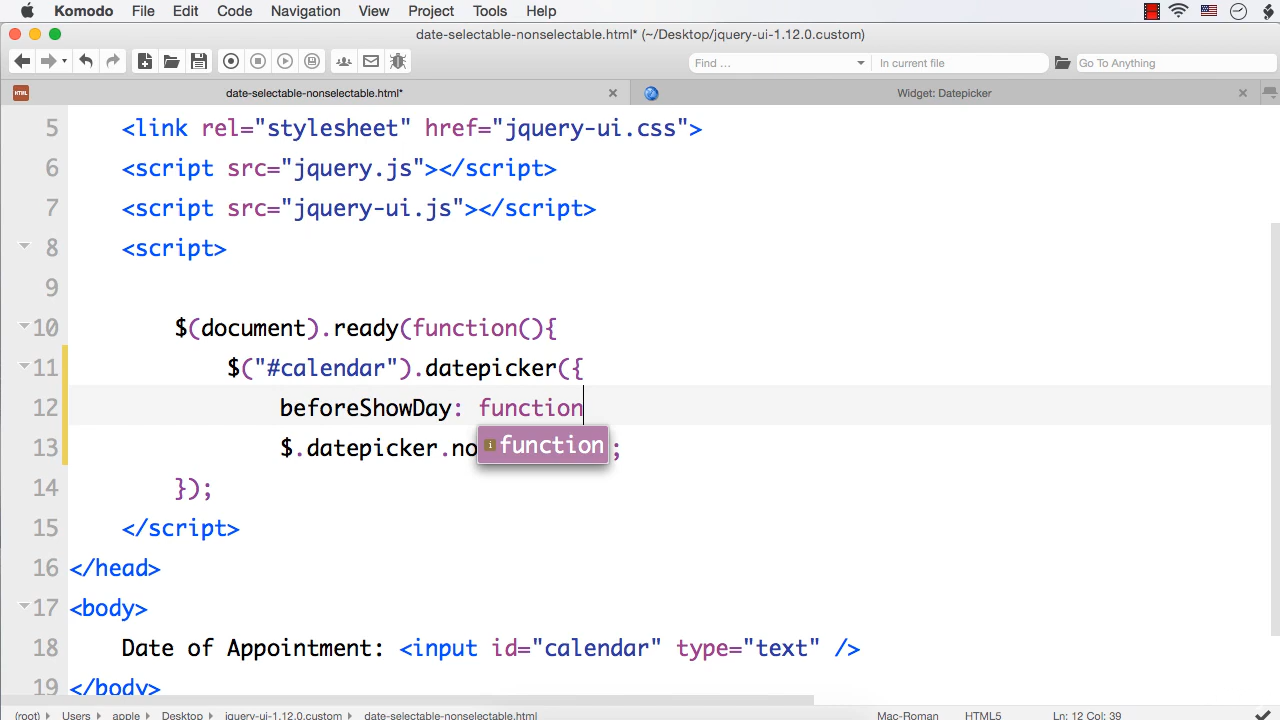 Komodo File Edit Code Navigation View Project Tools Help
date-selectable-nonselectable.html* (~/Desktop/jquery-ui-1.12.0.custom)
Find ... In current file Go To Anything
date-selectable-nonselectable.html* Widget: Datepicker
5 <link rel="stylesheet" href="jquery-ui.css">
6 <script src="jquery.js"></script>
7 <script src="jquery-ui.js"></script>
8 <script>
9
10 $(document).ready(function(){
11 $("#calendar").datepicker({
12 beforeShowDay: function
13 $.datepicker.no function ;
14 });
15 </script>
16 </head>
17 <body>
18 Date of Appointment: <input id="calendar" type="text" />
19 </body>
(root) Users apple Desktop jquery-ui-1.12.0.custom date-selectable-nonselectable.html Mac-Roman HTML5 Ln: 12 Col: 39